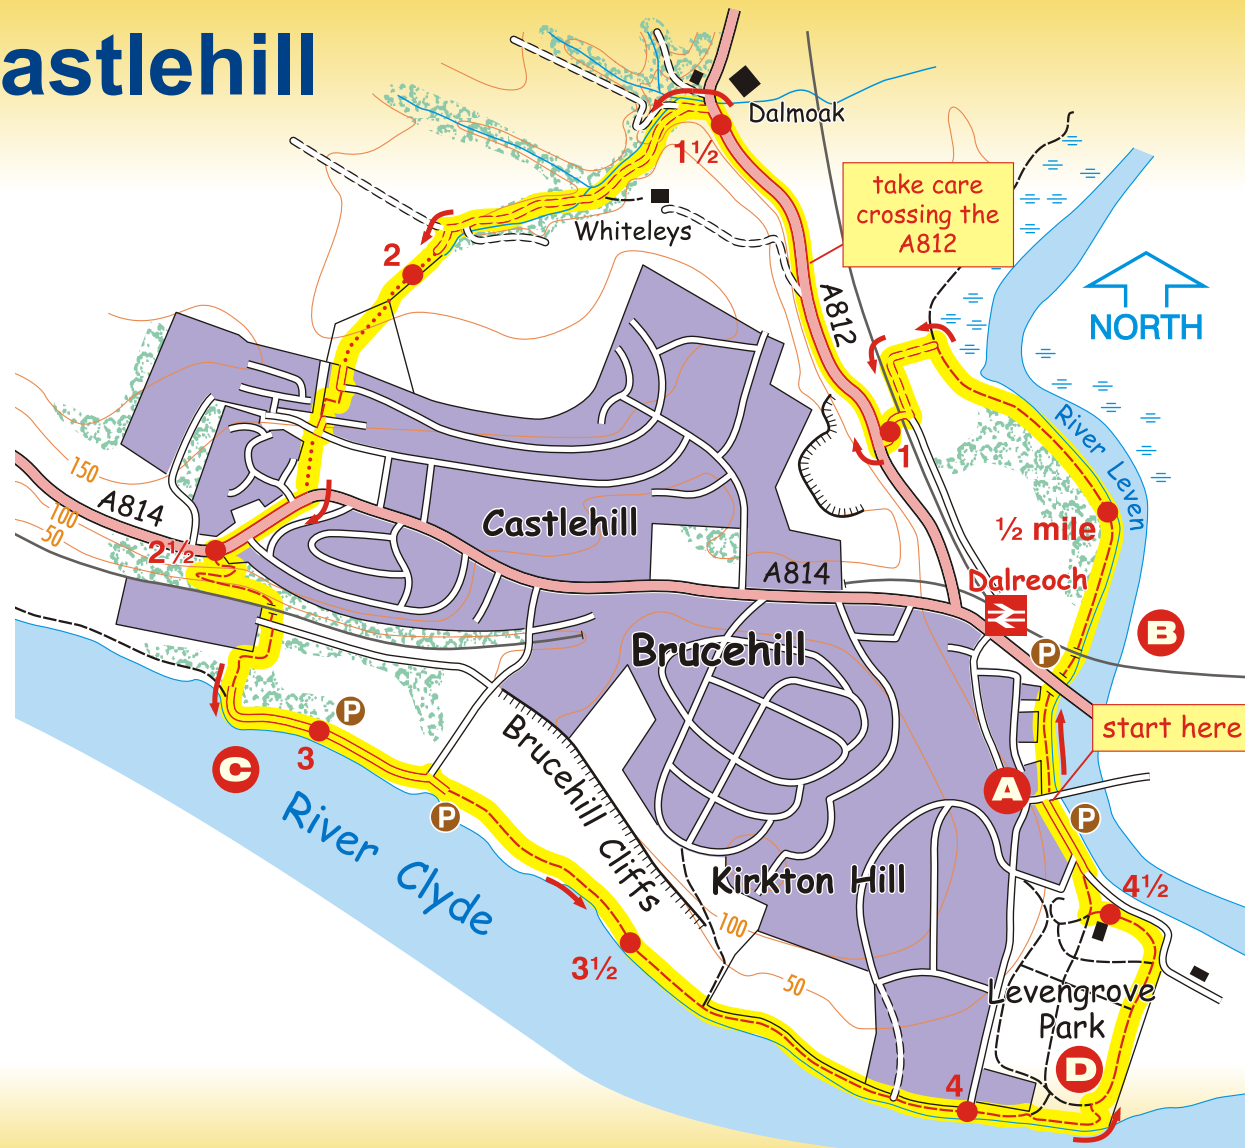 astlehill
Dalmoak
1½
take care
crossing the
A812
Whiteleys
2
NORTH
A812
River Leven
1
150
A814
100
50
Castlehill
½ mile
2½
A814
Dalreoch
B
Brucehill
P
start here
P
3
C
Brucehill Cliffs
A
P
P
River Clyde
Kirkton Hill
4½
100
3½
50
Levengrove
Park
D
4